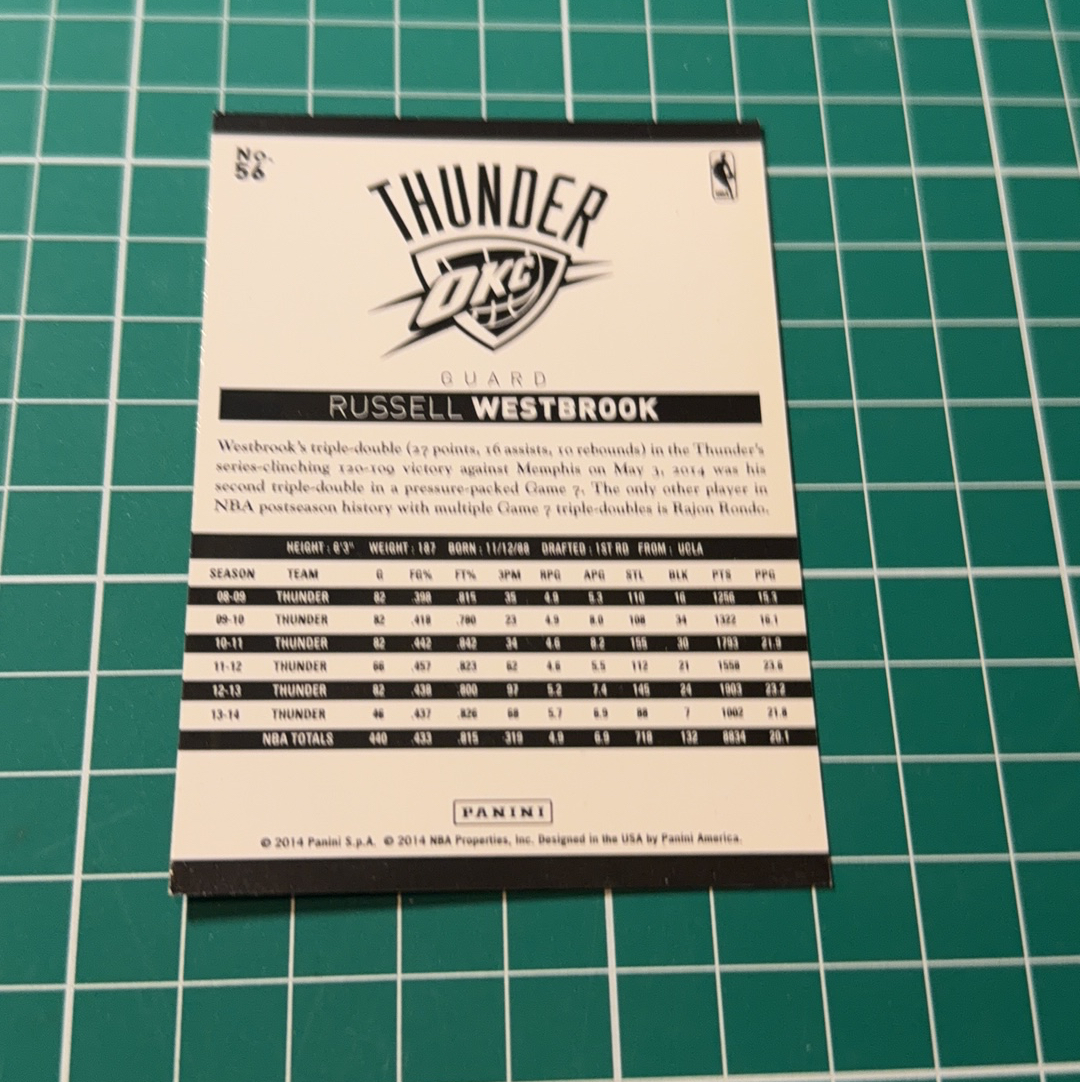 No.
56
THUNDER
OKC
GUARD
RUSSELL WESTBROOK
Westbrook's triple-double (27 points, 16 assists, 10 rebounds) in the Thunder's
series-clinching 120-109 victory against Memphis on May 3, 2014 was his
second triple-double in a pressure-packed Game 7. The only other player in
NBA postseason history with multiple Game 7 triple-doubles is Rajon Rondo.
HEIGHT: 6'3" WEIGHT: 187 BORN: 11/12/88 DRAFTED: 1ST RD FROM: UCLA
SEASON TEAM G FG% FT% 3PM RPG APG STL BLK PTS PPG
08-09 THUNDER 82 .398 .815 35 4.9 5.3 110 16 1256 15.3
09-10 THUNDER 82 .418 .780 23 4.9 8.0 108 34 1322 16.1
10-11 THUNDER 82 .442 .842 34 4.6 8.2 155 30 1793 21.9
11-12 THUNDER 66 .457 .823 62 4.6 5.5 112 21 1558 23.6
12-13 THUNDER 82 .438 .800 97 5.2 7.4 145 24 1903 23.2
13-14 THUNDER 46 .437 .826 68 5.7 6.9 88 7 1002 21.8
NBA TOTALS 440 .433 .815 319 4.9 6.9 718 132 8834 20.1
PANINI
© 2014 Panini S.p.A. © 2014 NBA Properties, Inc. Designed in the USA by Panini America.